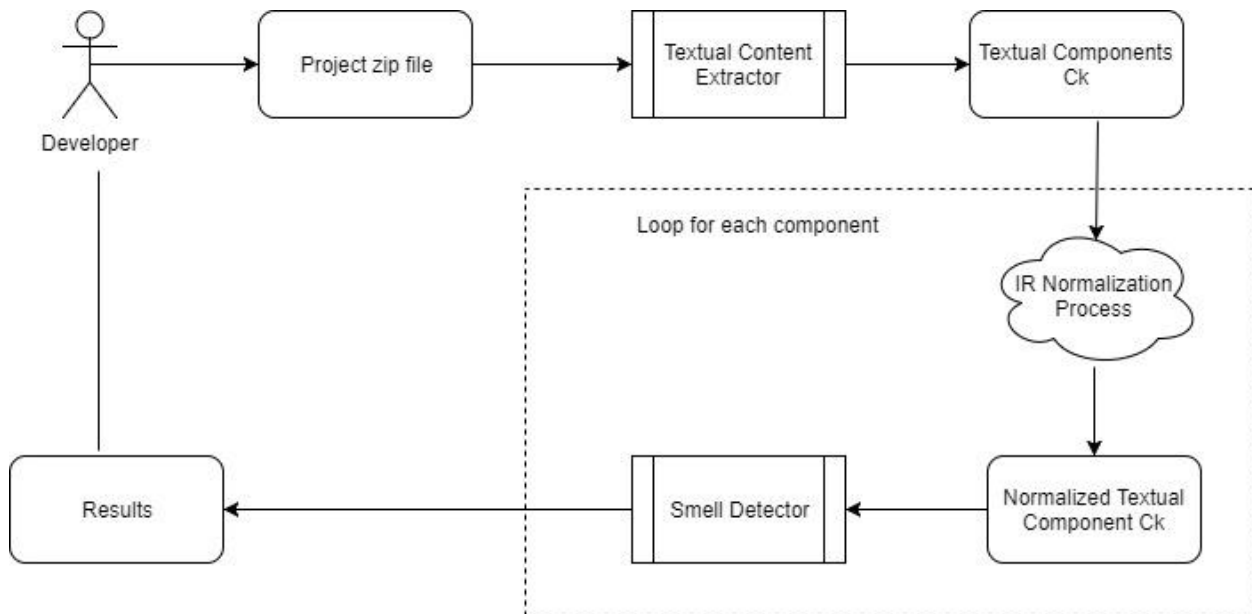 Project zip file
Textual Content
Extractor
Textual Components
Ck
Developer
Loop for each component
IR Normalization
Process
Results
Smell Detector
Normalized Textual
Component Ck